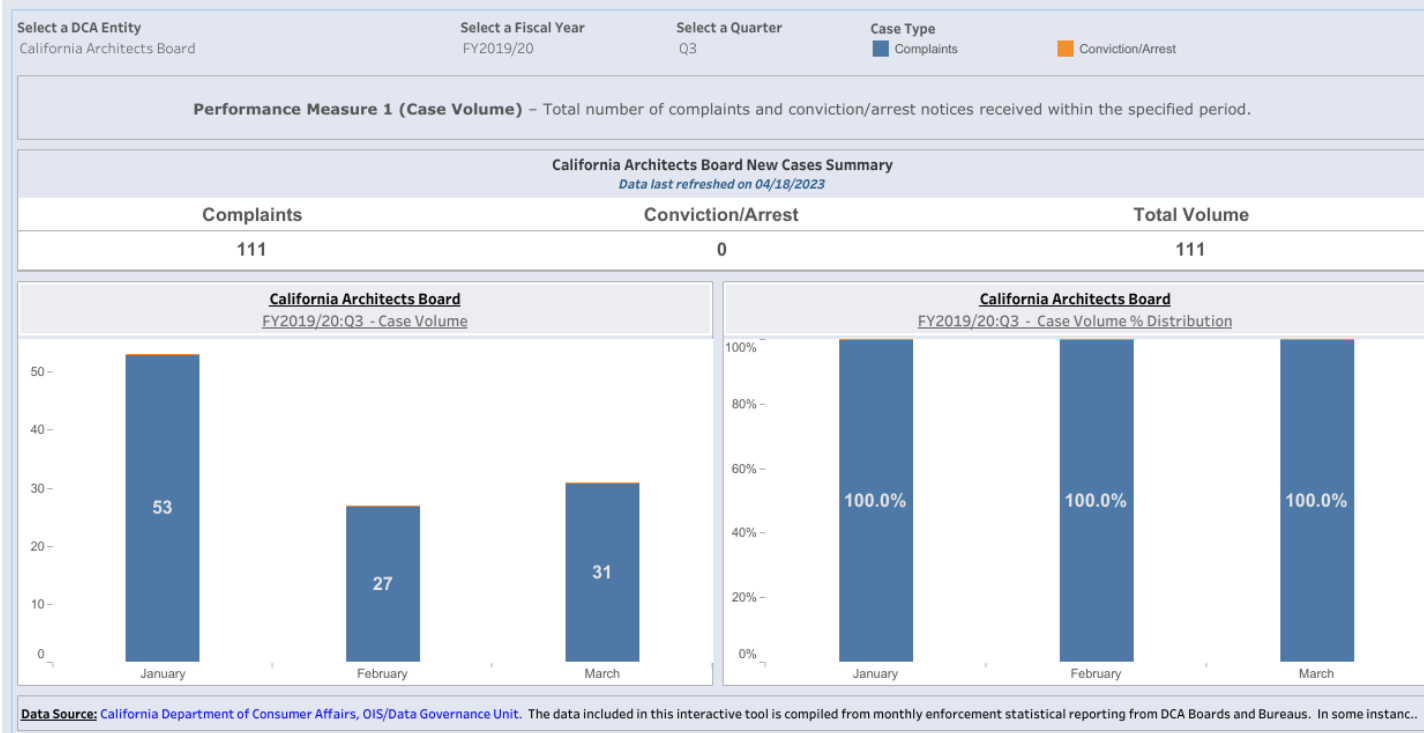 Select a DCA Entity Select a Fiscal Year Select a Quarter Case Type
California Architects Board FY2019/20 Q3 Complaints Conviction/Arrest
Performance Measure 1 (Case Volume) – Total number of complaints and conviction/arrest notices received within the specified period.
California Architects Board New Cases Summary
Data last refreshed on 04/18/2023
Complaints Conviction/Arrest Total Volume
111 0 111
California Architects Board
FY2019/20:Q3 - Case Volume
50
40
30
20
10
0
53
27
31
January February March
California Architects Board
FY2019/20:Q3 - Case Volume % Distribution
100%
80%
60%
40%
20%
0%
100.0% 100.0% 100.0%
January February March
Data Source: California Department of Consumer Affairs, OIS/Data Governance Unit. The data included in this interactive tool is compiled from monthly enforcement statistical reporting from DCA Boards and Bureaus. In some instanc..